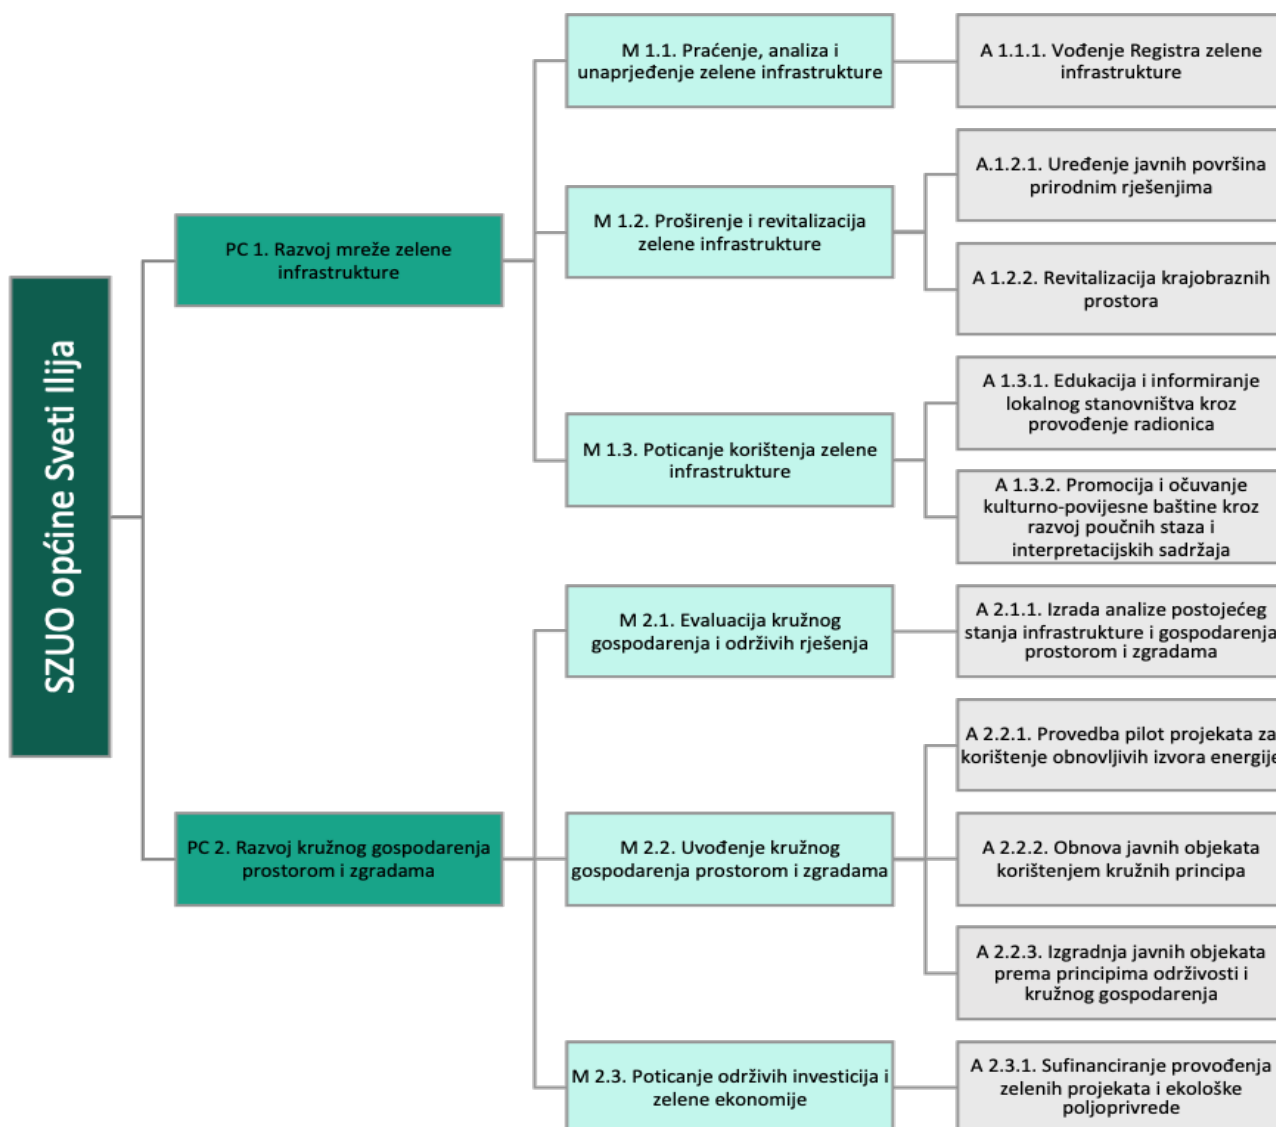 SZUO općine Sveti Ilija
PC 1. Razvoj mreže zelene
infrastrukture
M 1.1. Praćenje, analiza i
unaprjeđenje zelene infrastrukture
A 1.1.1. Vođenje Registra zelene
infrastrukture
M 1.2. Proširenje i revitalizacija
zelene infrastrukture
A.1.2.1. Uređenje javnih površina
prirodnim rješenjima
A 1.2.2. Revitalizacija krajobraznih
prostora
M 1.3. Poticanje korištenja zelene
infrastrukture
A 1.3.1. Edukacija i informiranje
lokalnog stanovništva kroz
provođenje radionica
A 1.3.2. Promocija i očuvanje
kulturno-povijesne baštine kroz
razvoj poučnih staza i
interpretacijskih sadržaja
PC 2. Razvoj kružnog gospodarenja
prostorom i zgradama
M 2.1. Evaluacija kružnog
gospodarenja i održivih rješenja
A 2.1.1. Izrada analize postojećeg
stanja infrastrukture i gospodarenja
prostorom i zgradama
M 2.2. Uvođenje kružnog
gospodarenja prostorom i zgradama
A 2.2.1. Provedba pilot projekata za
korištenje obnovljivih izvora energije
A 2.2.2. Obnova javnih objekata
korištenjem kružnih principa
A 2.2.3. Izgradnja javnih objekata
prema principima održivosti i
kružnog gospodarenja
M 2.3. Poticanje održivih investicija i
zelene ekonomije
A 2.3.1. Sufinanciranje provođenja
zelenih projekata i ekološke
poljoprivrede